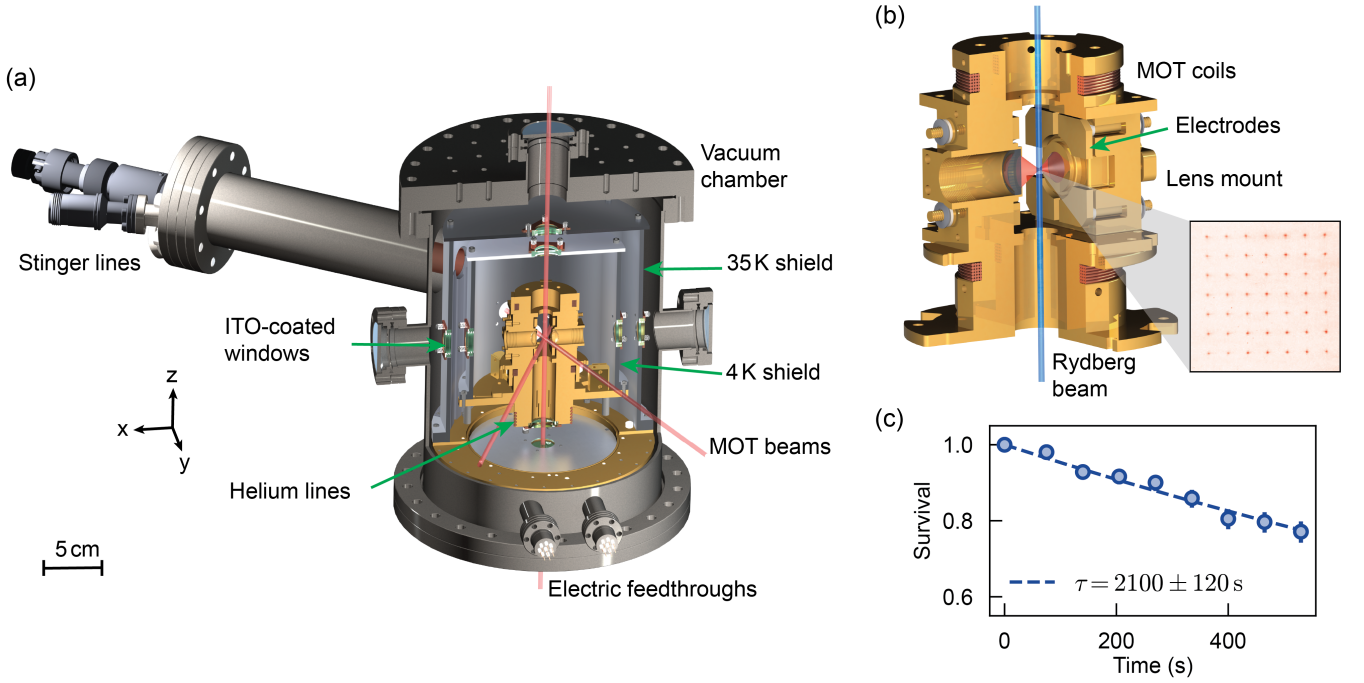 (a)
Stinger lines
ITO-coated
windows
z
x
y
5 cm
Helium lines
Vacuum
chamber
35 K shield
4 K shield
MOT beams
Electric feedthroughs
(b)
MOT coils
Electrodes
Lens mount
Rydberg
beam
(c)
Survival
1.0
0.8
0.6
τ = 2100 ± 120 s
0 200 400
Time (s)